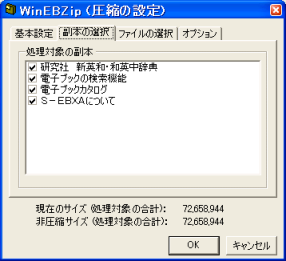 WinEBZip (圧縮の設定)
基本設定 副本の選択 ファイルの選択 オプション
処理対象の副本
研究社 新英和・和英中辞典
電子ブックの検索機能
電子ブックカタログ
S-EBXAについて
現在のサイズ (処理対象の合計): 72,658,944
非圧縮サイズ (処理対象の合計): 72,658,944
OK キャンセル